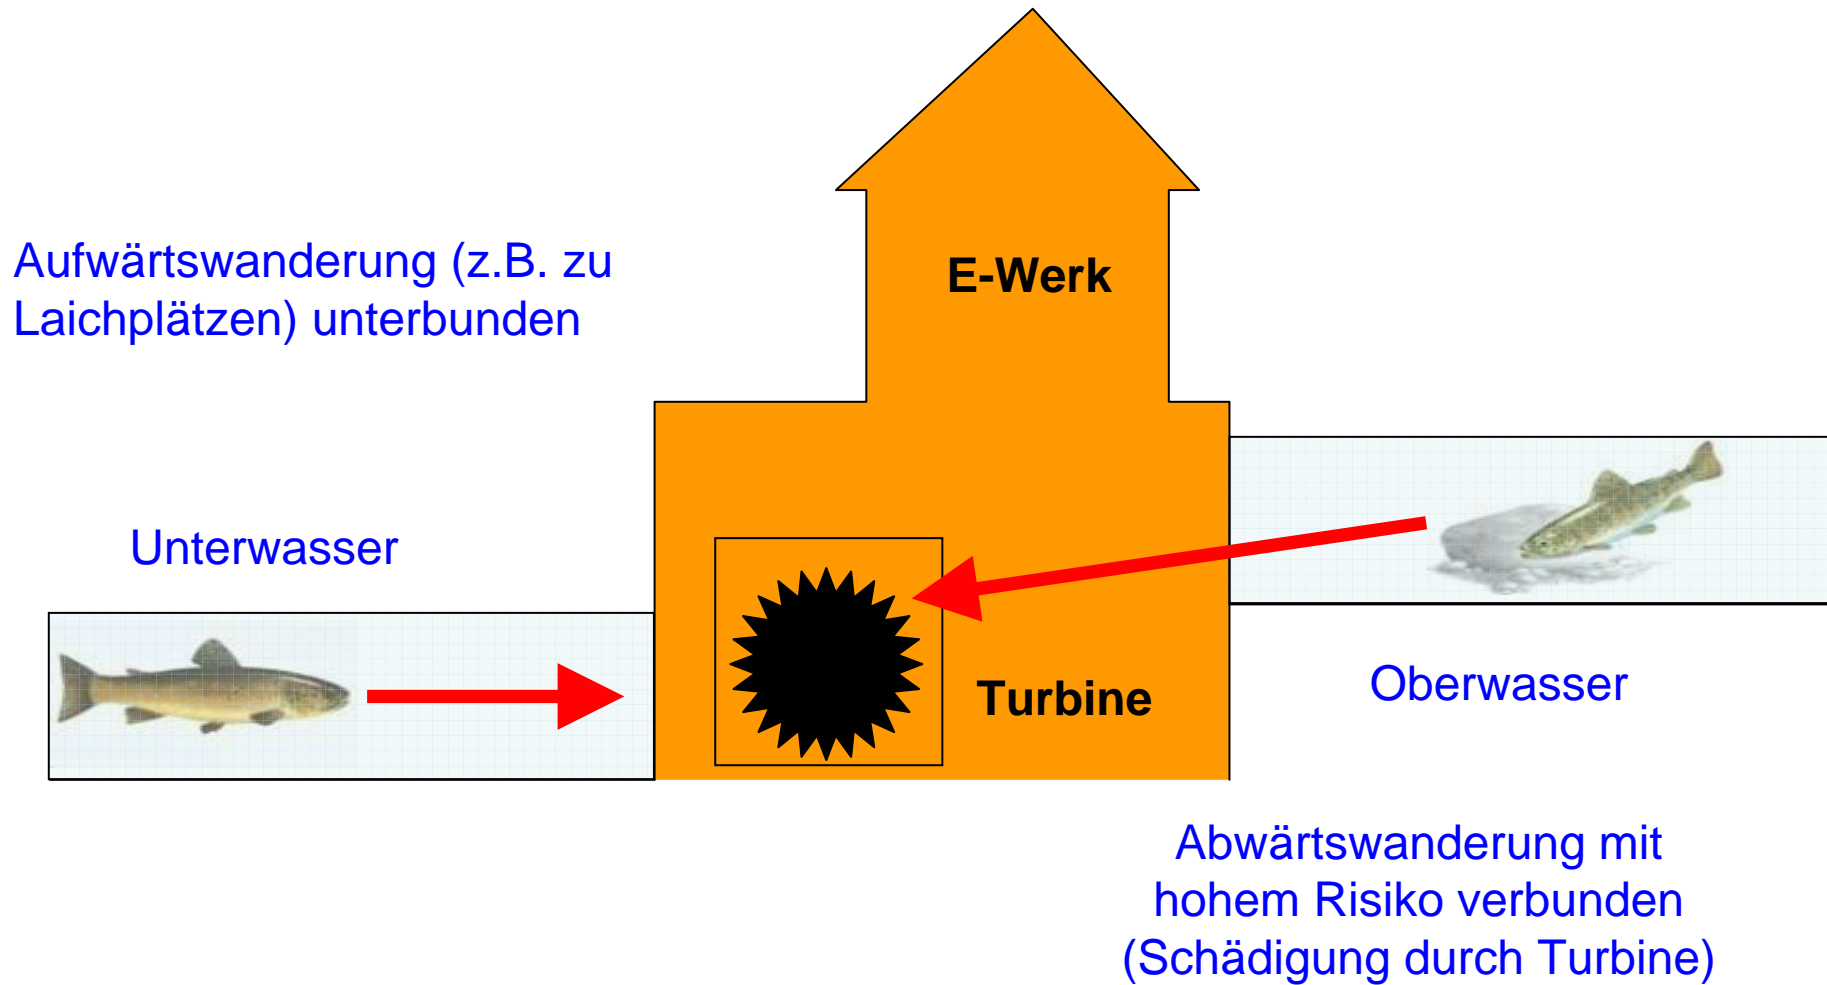 Aufwärtswanderung (z.B. zu
Laichplätzen) unterbunden
E-Werk
Unterwasser
Turbine
Oberwasser
Abwärtswanderung mit
hohem Risiko verbunden
(Schädigung durch Turbine)